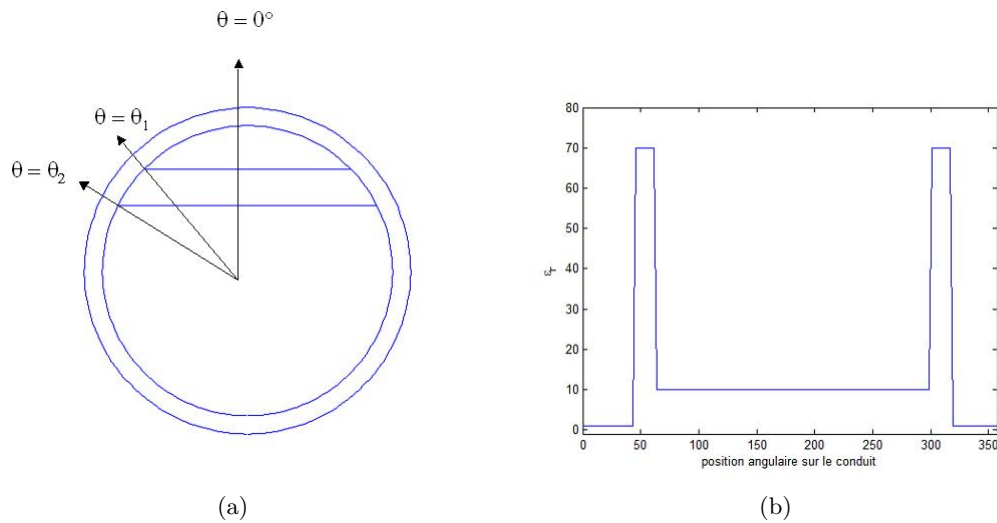 θ = 0°
θ = θ1
θ = θ2
80
70
60
50
40
30
20
10
0
εr
0 50 100 150 200 250 300 350
position angulaire sur le conduit
(a)
(b)